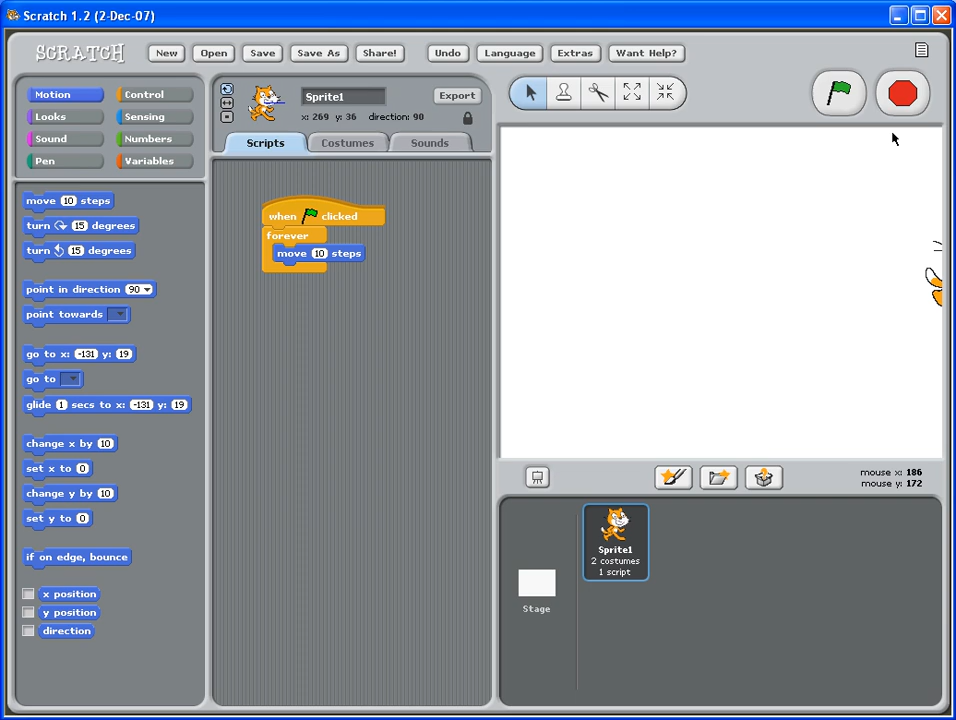 Scratch 1.2 (2-Dec-07)
SCRATCH
New Open Save Save As Share! Undo Language Extras Want Help?
Motion Control
Looks Sensing
Sound Numbers
Pen Variables
Sprite1 Export
x: 269 y: 36 direction: 90
Scripts Costumes Sounds
move 10 steps
turn 15 degrees
turn 15 degrees
point in direction 90
point towards
go to x: -131 y: 19
go to
glide 1 secs to x: -131 y: 19
change x by 10
set x to 0
change y by 10
set y to 0
if on edge, bounce
x position
y position
direction
when clicked
forever
move 10 steps
mouse x: 186
mouse y: 172
Sprite1
2 costumes
1 script
Stage